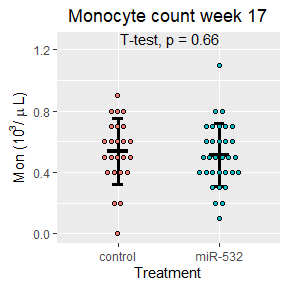 Monocyte count week 17
T-test, p = 0.66
Mon (10³/ μ L)
1.2
0.8
0.4
0.0
control miR-532
Treatment